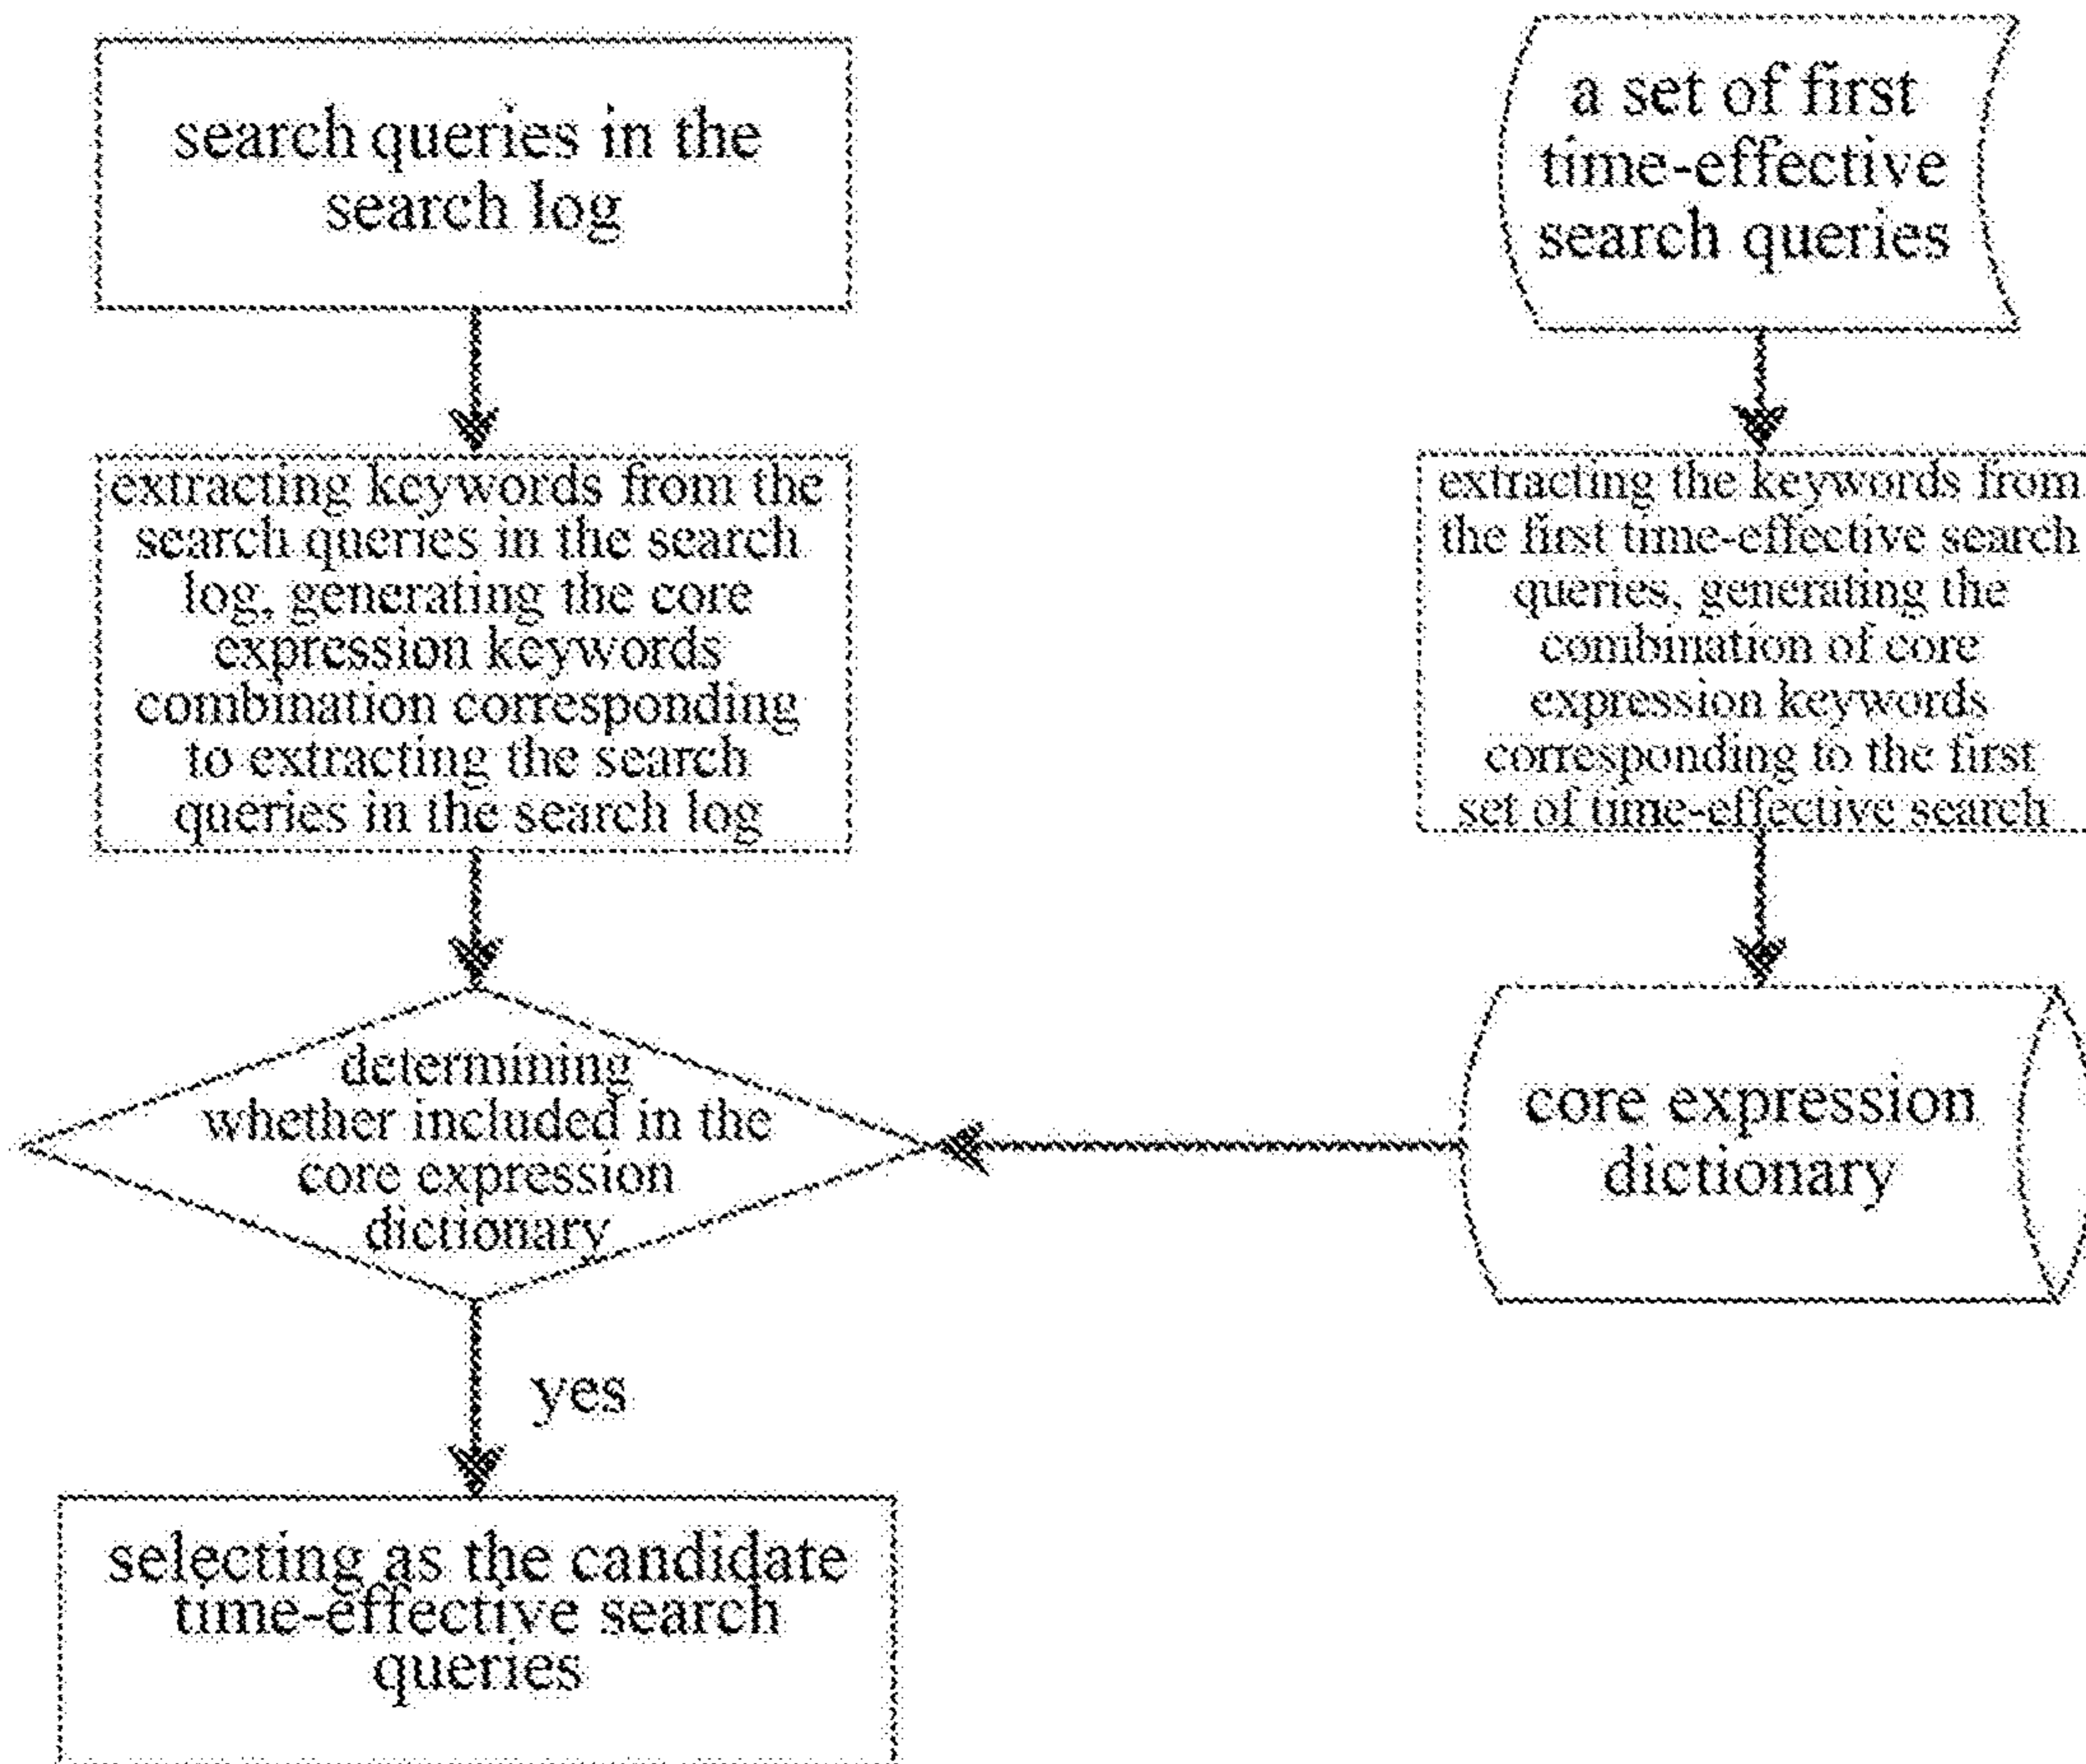 search queries in the
search log
extracting keywords from the
search queries in the search
log, generating the core
expression keywords
combination corresponding
to extracting the search
queries in the search log
determining
whether included in the
core expression
dictionary
yes
selecting as the candidate
time-effective search
queries
a set of first
time-effective
search queries
extracting the keywords from
the first time-effective search
queries, generating the
combination of core
expression keywords
corresponding to the first
set of time-effective search
core expression
dictionary